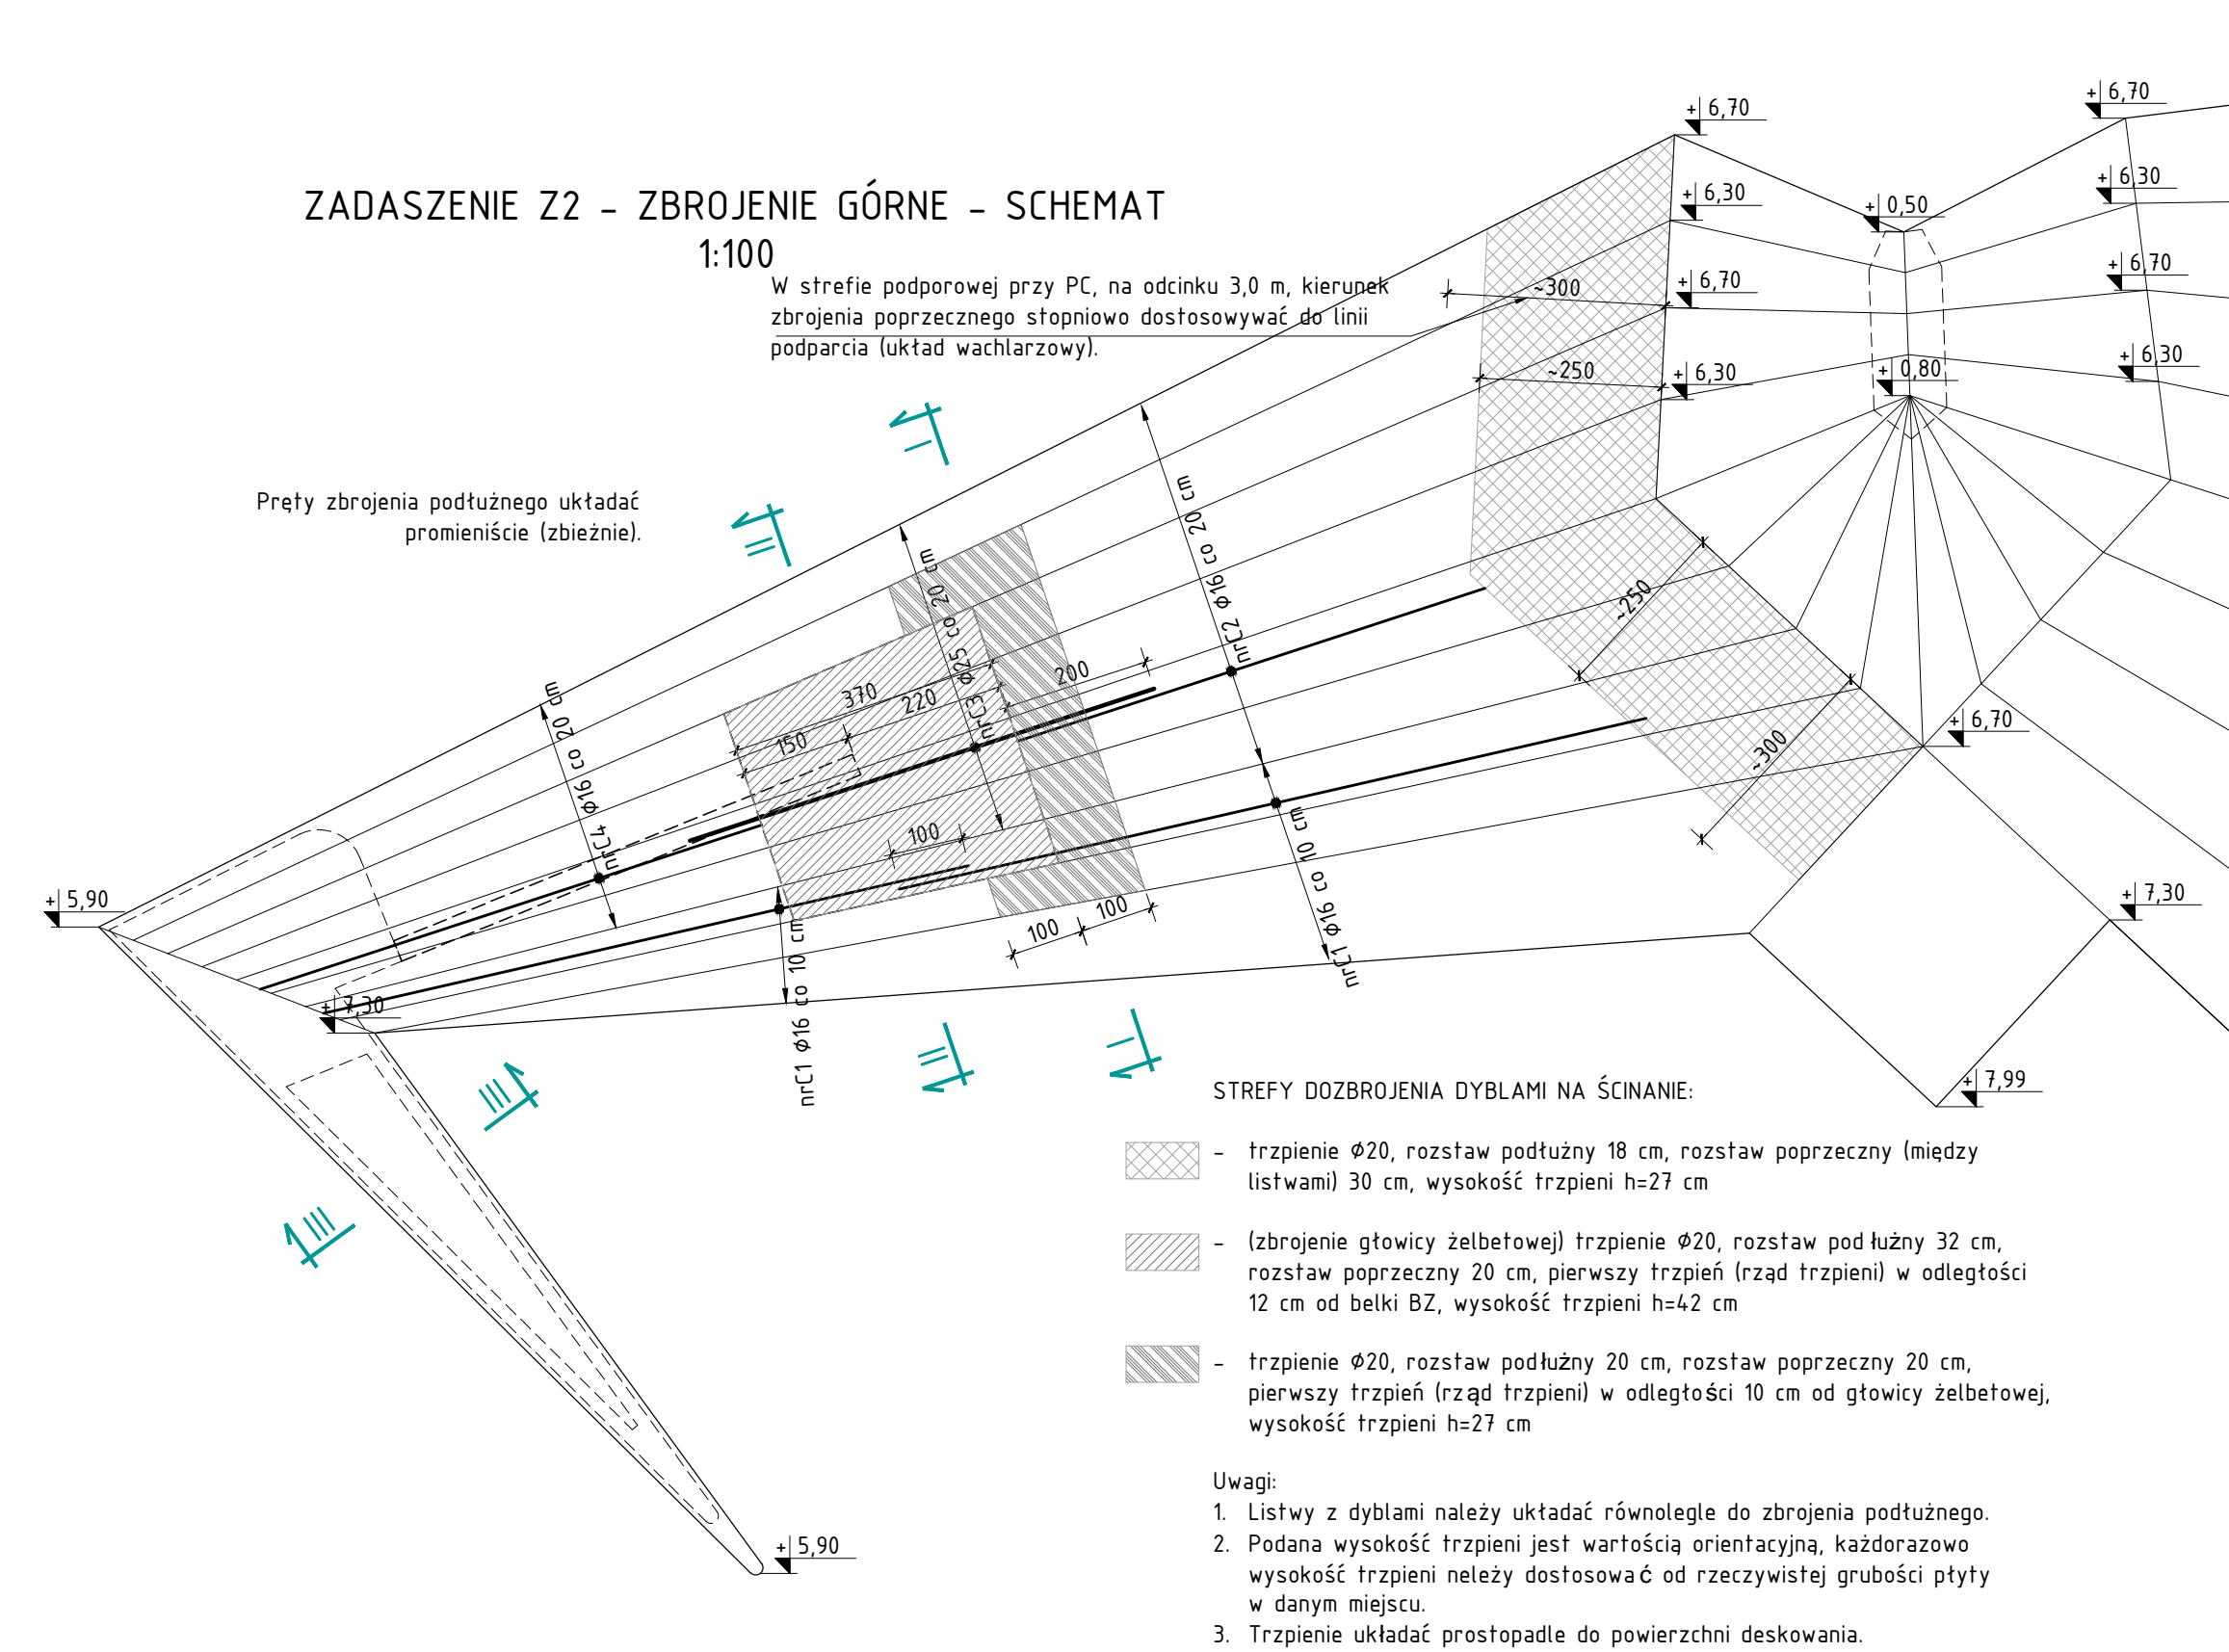 ZADASZENIE Z2 – ZBROJENIE GÓRNE – SCHEMAT
1:100
W strefie podporowej przy PC, na odcinku 3,0 m, kierunek
zbrojenia poprzecznego stopniowo dostosowywać do linii
podparcia (układ wachlarzowy).
Pręty zbrojenia podłużnego układać
promieniście (zbieżnie).
+ 6,70
+ 6,30
+ 6,70
+ 6,30
+ 0,50
+ 0,80
+ 6,70
+ 6,30
+ 6,70
+ 6,30
~300
~250
~250
~300
+ 6,70
+ 7,30
+ 7,99
I
II
nrC2 ϕ16 co 20 cm
nrC3 ϕ25 co 20 cm
nrC4 ϕ16 co 20 cm
370
220
200
150
100
100
100
nrC1 ϕ16 co 10 cm
nrC1 ϕ16 co 10 cm
+ 5,90
+ 7,30
II
I
III
III
+ 5,90
STREFY DOZBROJENIA DYBLAMI NA ŚCINANIE:
– trzpienie Φ20, rozstaw podłużny 18 cm, rozstaw poprzeczny (między
listwami) 30 cm, wysokość trzpieni h=27 cm
– (zbrojenie głowicy żelbetowej) trzpienie Φ20, rozstaw podłużny 32 cm,
rozstaw poprzeczny 20 cm, pierwszy trzpień (rząd trzpieni) w odległości
12 cm od belki BZ, wysokość trzpieni h=42 cm
– trzpienie Φ20, rozstaw podłużny 20 cm, rozstaw poprzeczny 20 cm,
pierwszy trzpień (rząd trzpieni) w odległości 10 cm od głowicy żelbetowej,
wysokość trzpieni h=27 cm
Uwagi:
1. Listwy z dyblami należy układać równolegle do zbrojenia podłużnego.
2. Podana wysokość trzpieni jest wartością orientacyjną, każdorazowo
wysokość trzpieni neleży dostosować od rzeczywistej grubości płyty
w danym miejscu.
3. Trzpienie układać prostopadle do powierzchni deskowania.